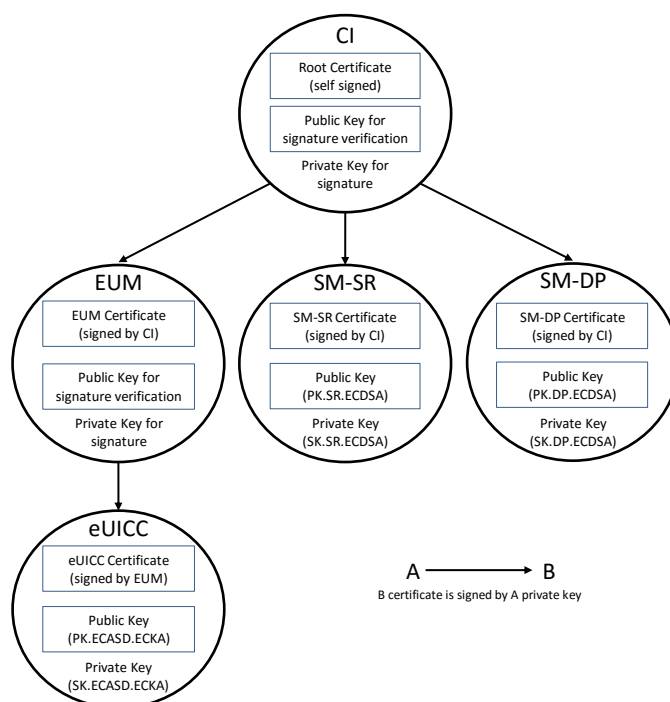 CI
Root Certificate
(self signed)
Public Key for
signature verification
Private Key for
signature
EUM
EUM Certificate
(signed by CI)
Public Key for
signature verification
Private Key for
signature
SM-SR
SM-SR Certificate
(signed by CI)
Public Key
(PK.SR.ECDSA)
Private Key
(SK.SR.ECDSA)
SM-DP
SM-DP Certificate
(signed by CI)
Public Key
(PK.DP.ECDSA)
Private Key
(SK.DP.ECDSA)
eUICC
eUICC Certificate
(signed by EUM)
Public Key
(PK.ECASD.ECKA)
Private Key
(SK.ECASD.ECKA)
A B
B certificate is signed by A private key